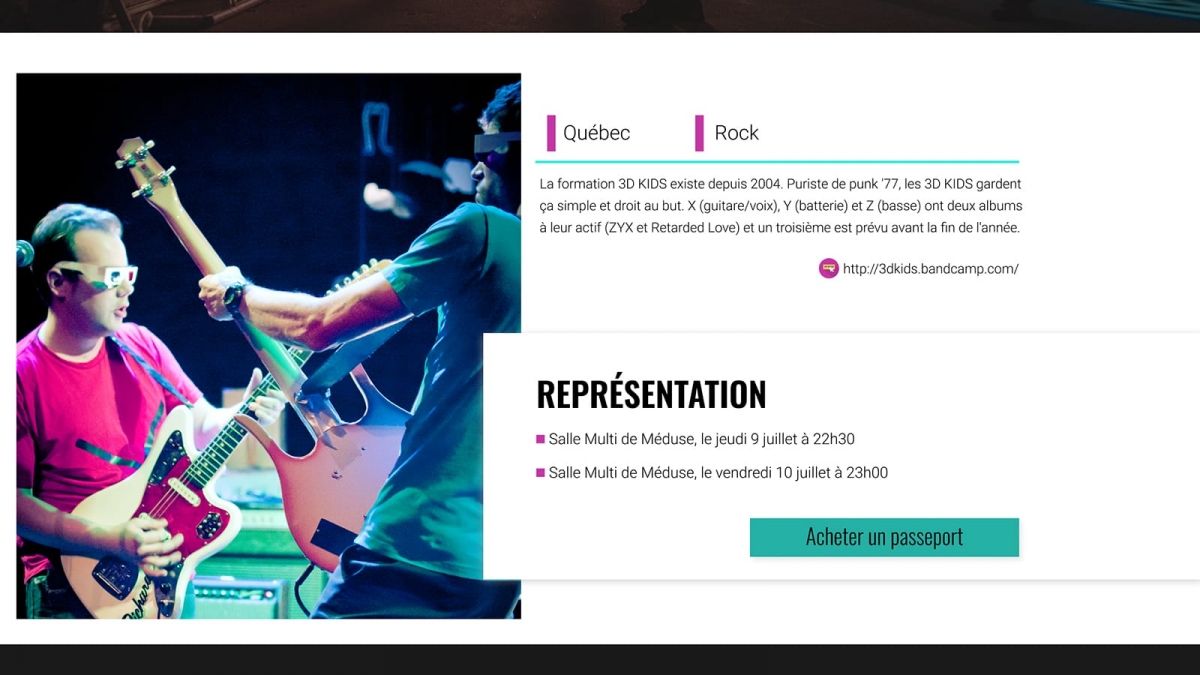 Québec
Rock
La formation 3D KIDS existe depuis 2004. Puriste de punk '77, les 3D KIDS gardent
ça simple et droit au but. X (guitare/voix), Y (batterie) et Z (basse) ont deux albums
à leur actif (ZYX et Retarded Love) et un troisième est prévu avant la fin de l'année.
http://3dkids.bandcamp.com/
REPRÉSENTATION
Salle Multi de Méduse, le jeudi 9 juillet à 22h30
Salle Multi de Méduse, le vendredi 10 juillet à 23h00
Acheter un passeport
Richard